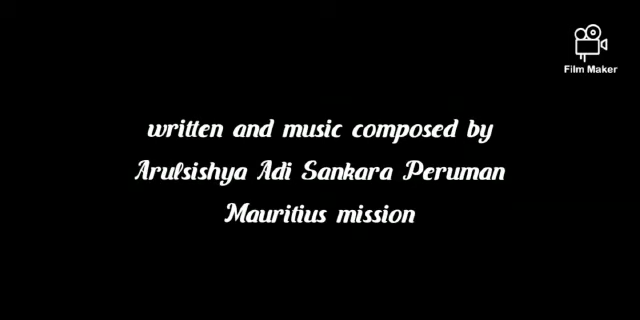 Film Maker
written and music composed by
Arulsishya Adi Sankara Peruman
Mauritius mission